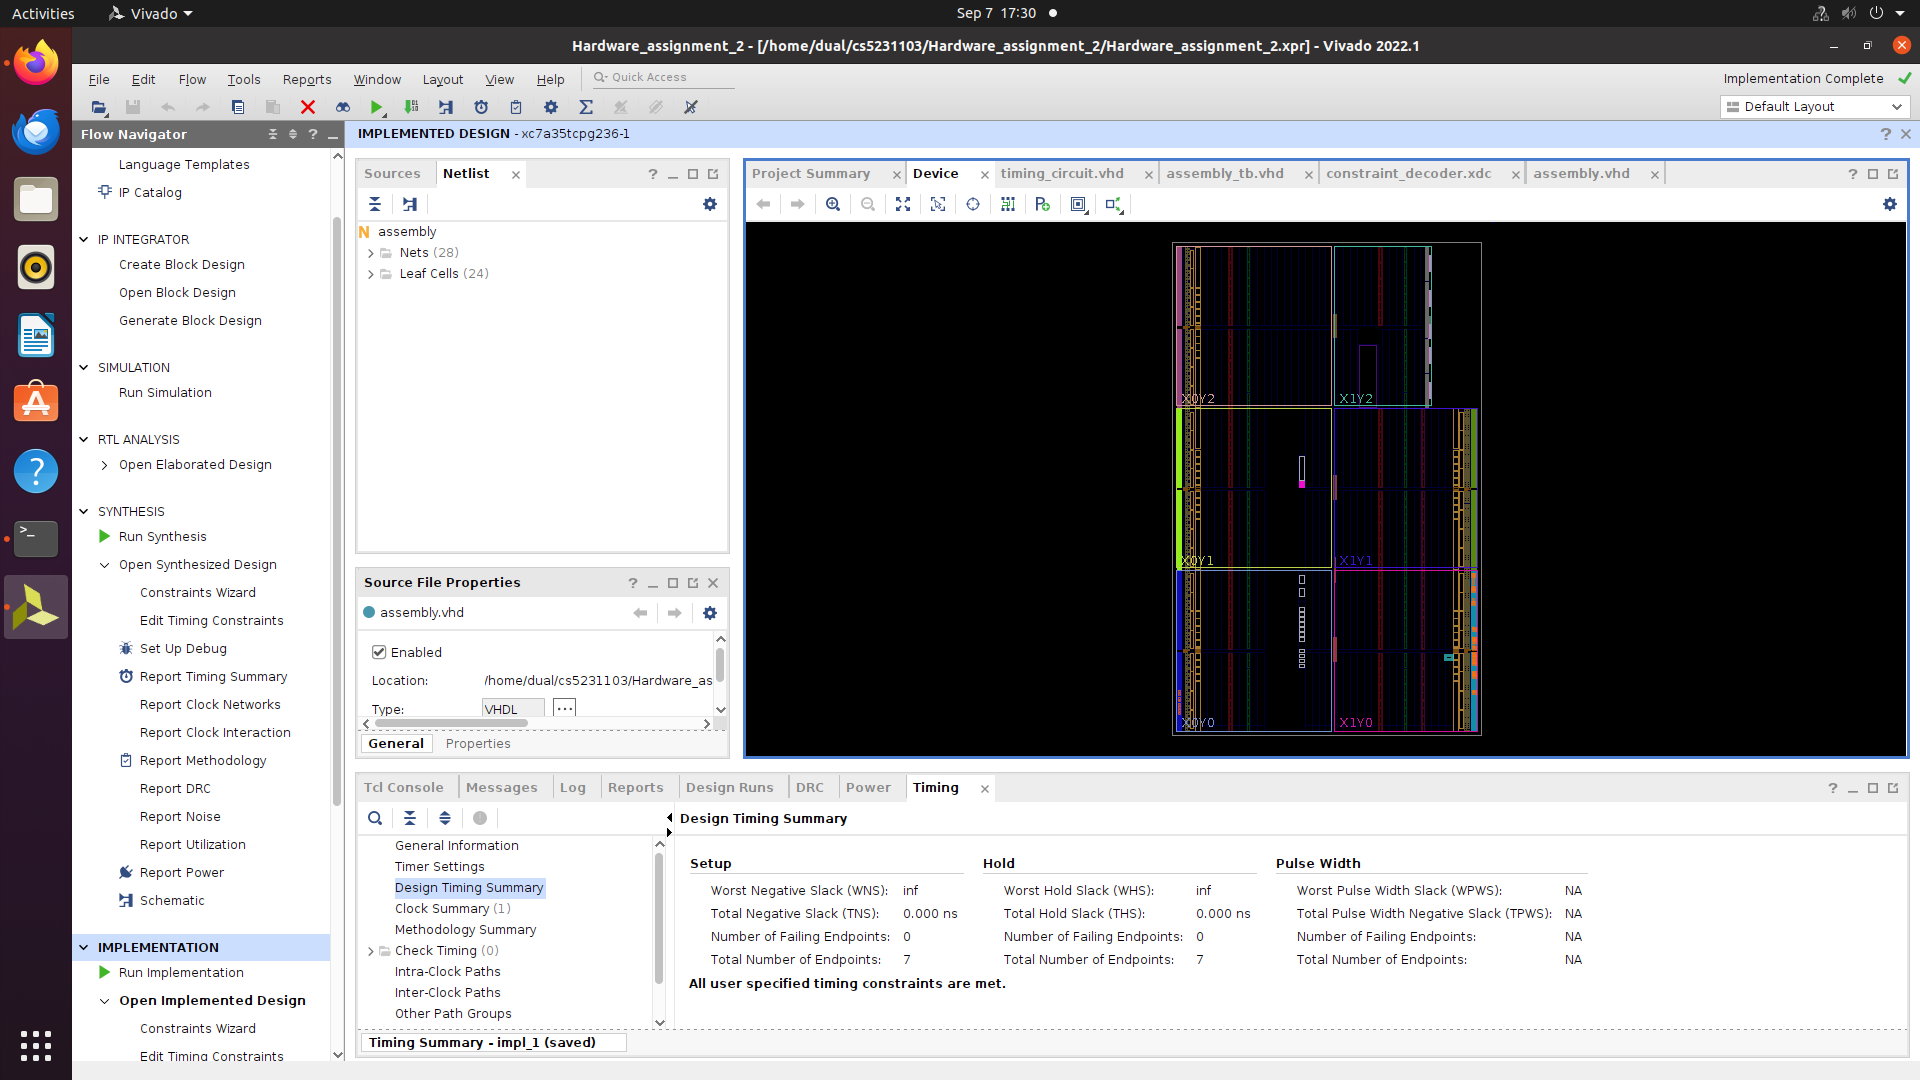 Activities
Vivado
Sep 7 17:30
Hardware_assignment_2 - [/home/dual/cs5231103/Hardware_assignment_2/Hardware_assignment_2.xpr] - Vivado 2022.1
File Edit Flow Tools Reports Window Layout View Help
Quick Access
Implementation Complete
Default Layout
Flow Navigator
IMPLEMENTED DESIGN - xc7a35tcpg236-1
Language Templates
IP Catalog
IP INTEGRATOR
Create Block Design
Open Block Design
Generate Block Design
SIMULATION
Run Simulation
RTL ANALYSIS
Open Elaborated Design
SYNTHESIS
Run Synthesis
Open Synthesized Design
Constraints Wizard
Edit Timing Constraints
Set Up Debug
Report Timing Summary
Report Clock Networks
Report Clock Interaction
Report Methodology
Report DRC
Report Noise
Report Utilization
Report Power
Schematic
IMPLEMENTATION
Run Implementation
Open Implemented Design
Constraints Wizard
Edit Timing Constraints
Sources Netlist
N assembly
Nets (28)
Leaf Cells (24)
Source File Properties
assembly.vhd
Enabled
Location: /home/dual/cs5231103/Hardware_as
Type: VHDL
General Properties
Project Summary Device timing_circuit.vhd assembly_tb.vhd constraint_decoder.xdc assembly.vhd
X0Y2 X1Y2
X0Y1 X1Y1
X0Y0 X1Y0
Tcl Console Messages Log Reports Design Runs DRC Power Timing
General Information
Timer Settings
Design Timing Summary
Clock Summary (1)
Methodology Summary
Check Timing (0)
Intra-Clock Paths
Inter-Clock Paths
Other Path Groups
Timing Summary - impl_1 (saved)
Design Timing Summary
Setup Hold Pulse Width
Worst Negative Slack (WNS): inf Worst Hold Slack (WHS): inf Worst Pulse Width Slack (WPWS): NA
Total Negative Slack (TNS): 0.000 ns Total Hold Slack (THS): 0.000 ns Total Pulse Width Negative Slack (TPWS): NA
Number of Failing Endpoints: 0 Number of Failing Endpoints: 0 Number of Failing Endpoints: NA
Total Number of Endpoints: 7 Total Number of Endpoints: 7 Total Number of Endpoints: NA
All user specified timing constraints are met.